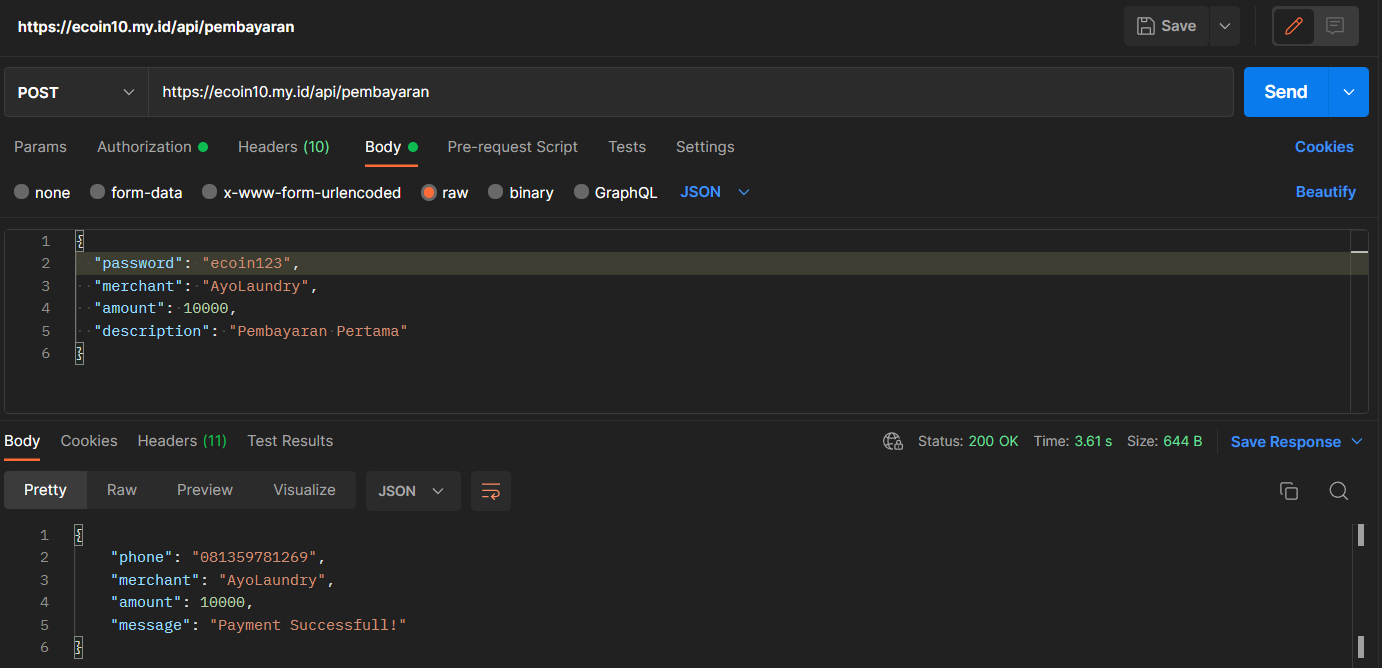 https://ecoin10.my.id/api/pembayaran Save
POST https://ecoin10.my.id/api/pembayaran Send
Params Authorization Headers (10) Body Pre-request Script Tests Settings Cookies
none form-data x-www-form-urlencoded raw binary GraphQL JSON Beautify
1 {
2 "password": "ecoin123",
3 "merchant": "AyoLaundry",
4 "amount": 10000,
5 "description": "Pembayaran Pertama"
6 }
Body Cookies Headers (11) Test Results Status: 200 OK Time: 3.61 s Size: 644 B Save Response
Pretty Raw Preview Visualize JSON
1 {
2 "phone": "081359781269",
3 "merchant": "AyoLaundry",
4 "amount": 10000,
5 "message": "Payment Successfull!"
6 }